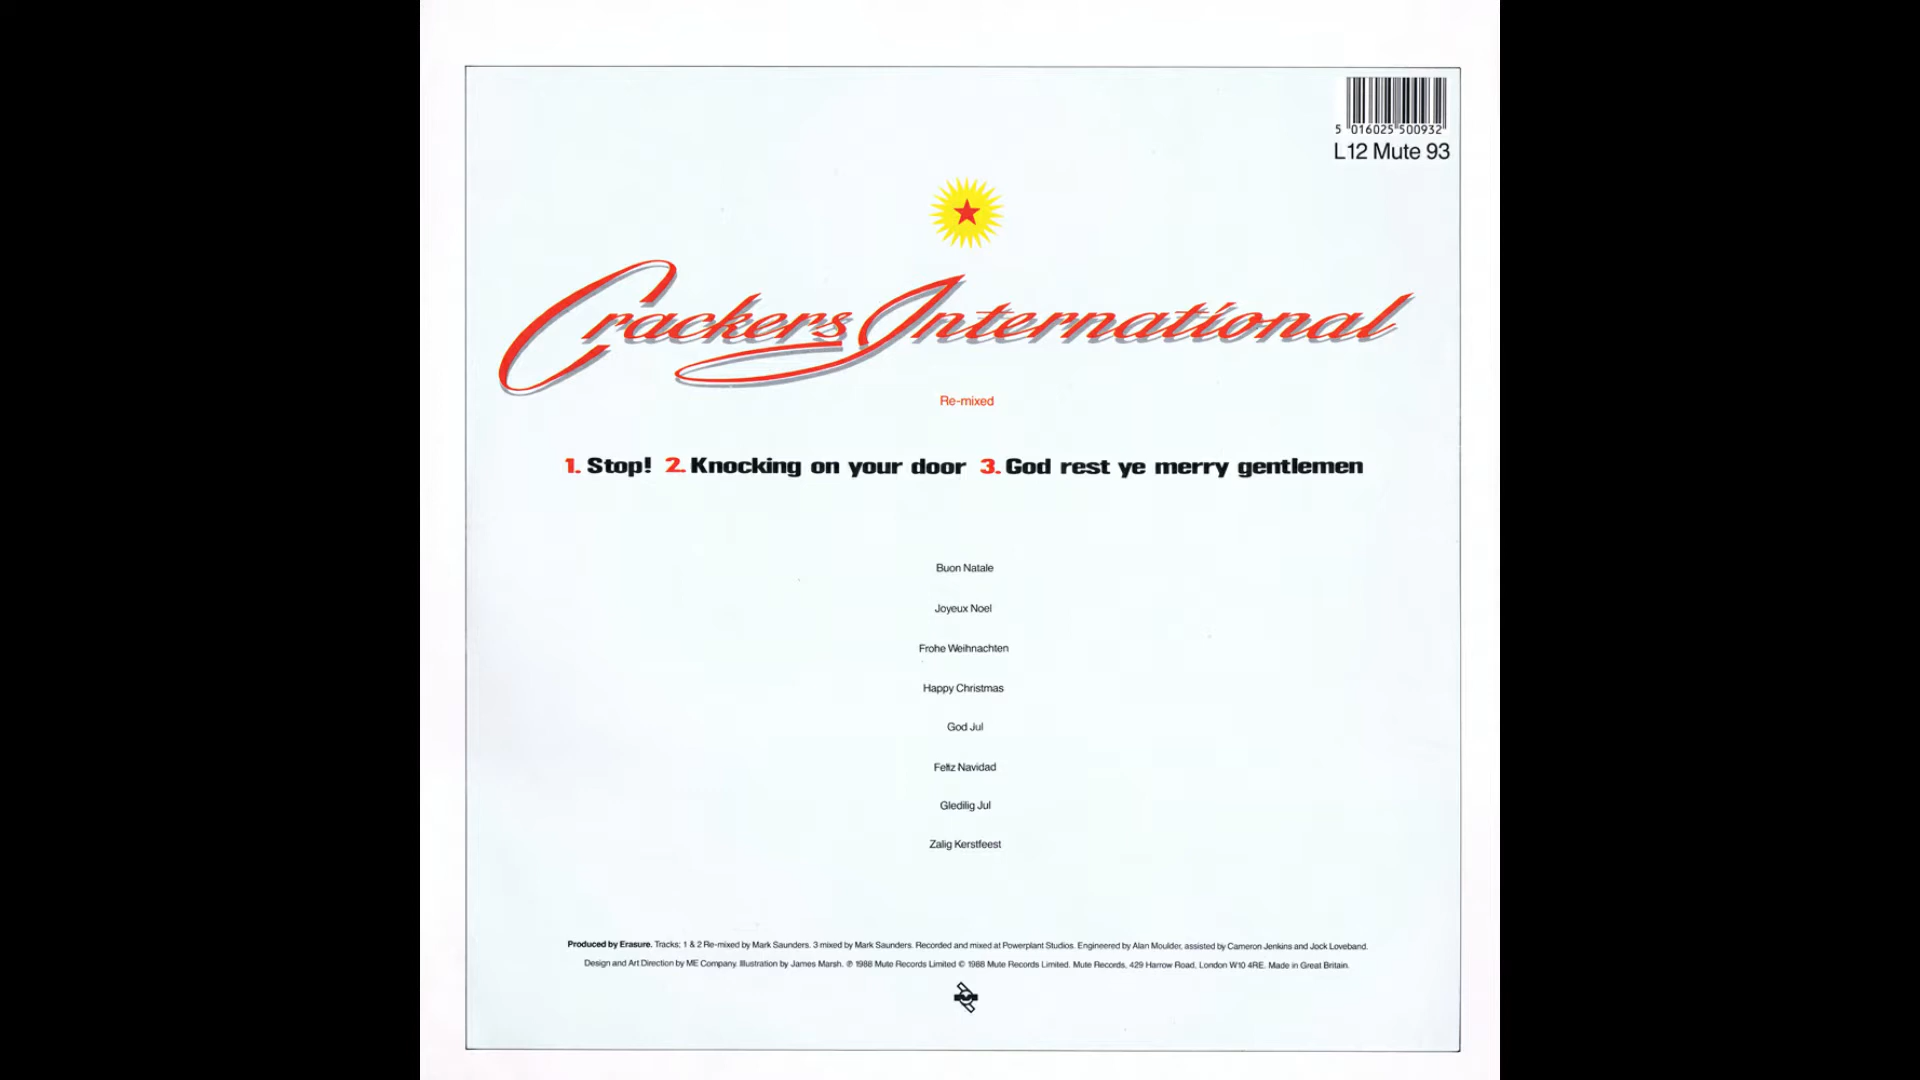 5 016025 500932
L12 Mute 93
Crackers International
Re-mixed
1. Stop! 2. Knocking on your door 3. God rest ye merry gentlemen
Buon Natale
Joyeux Noel
Frohe Weihnachten
Happy Christmas
God Jul
Feliz Navidad
Gledilig Jul
Zalig Kerstfeest
Produced by Erasure. Tracks; 1 & 2 Re-mixed by Mark Saunders. 3 mixed by Mark Saunders. Recorded and mixed at Powerplant Studios. Engineered by Alan Moulder, assisted by Cameron Jenkins and Jock Loveband.
Design and Art Direction by ME Company. Illustration by James Marsh. ℗ 1988 Mute Records Limited © 1988 Mute Records Limited. Mute Records, 429 Harrow Road, London W10 4RE. Made in Great Britain.